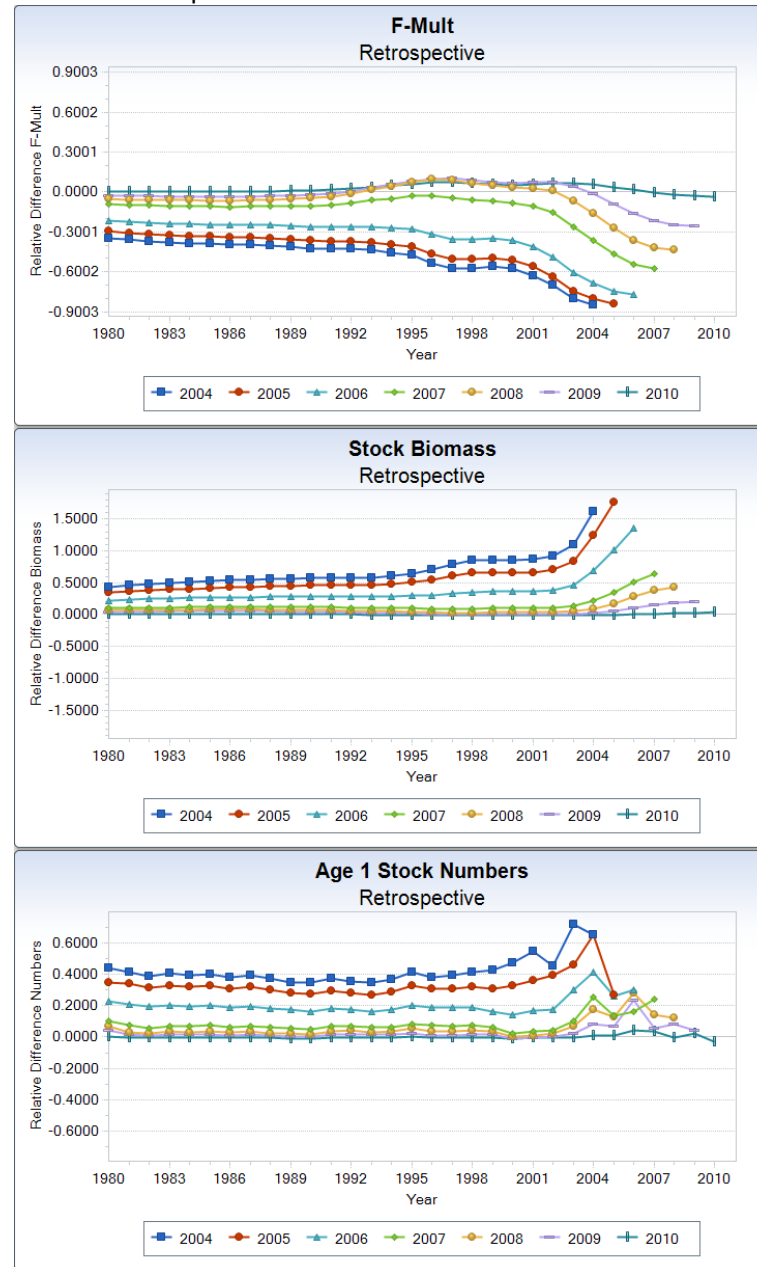 F-Mult
Retrospective
Relative Difference F-Mult
0.9003
0.6002
0.3001
0.0000
-0.3001
-0.6002
-0.9003
1980 1983 1986 1989 1992 1995 1998 2001 2004 2007 2010
Year
2004 2005 2006 2007 2008 2009 2010
Stock Biomass
Retrospective
Relative Difference Biomass
1.5000
1.0000
0.5000
0.0000
-0.5000
-1.0000
-1.5000
1980 1983 1986 1989 1992 1995 1998 2001 2004 2007 2010
Year
2004 2005 2006 2007 2008 2009 2010
Age 1 Stock Numbers
Retrospective
Relative Difference Numbers
0.6000
0.4000
0.2000
0.0000
-0.2000
-0.4000
-0.6000
1980 1983 1986 1989 1992 1995 1998 2001 2004 2007 2010
Year
2004 2005 2006 2007 2008 2009 2010